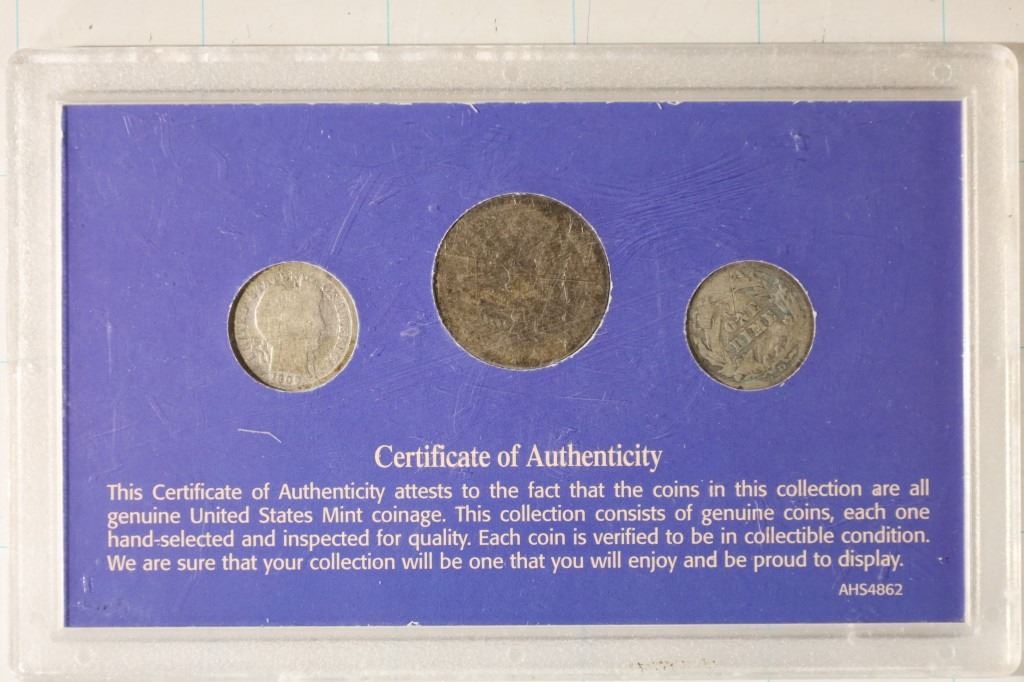 ONE
DIME
Certificate of Authenticity
This Certificate of Authenticity attests to the fact that the coins in this collection are all
genuine United States Mint coinage. This collection consists of genuine coins, each one
hand-selected and inspected for quality. Each coin is verified to be in collectible condition.
We are sure that your collection will be one that you will enjoy and be proud to display.
AHS4862